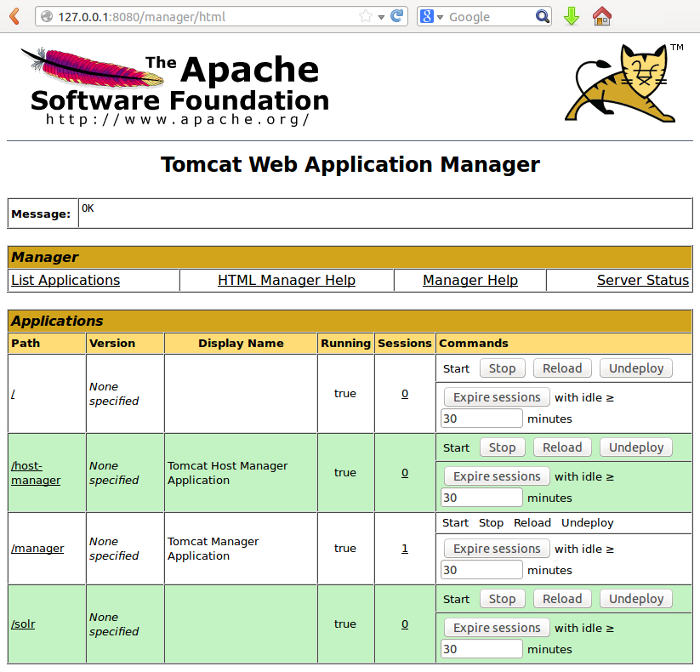 127.0.0.1:8080/manager/html
8 Google
The Apache
Software Foundation
http://www.apache.org/
TM
Tomcat Web Application Manager
Message: OK
Manager
List Applications HTML Manager Help Manager Help Server Status
Applications
Path Version Display Name Running Sessions Commands
/ None specified true 0 Start Stop Reload Undeploy
Expire sessions with idle ≥
30 minutes
/host-manager None specified Tomcat Host Manager Application true 0 Start Stop Reload Undeploy
Expire sessions with idle ≥
30 minutes
/manager None specified Tomcat Manager Application true 1 Start Stop Reload Undeploy
Expire sessions with idle ≥
30 minutes
/solr None specified true 0 Start Stop Reload Undeploy
Expire sessions with idle ≥
30 minutes